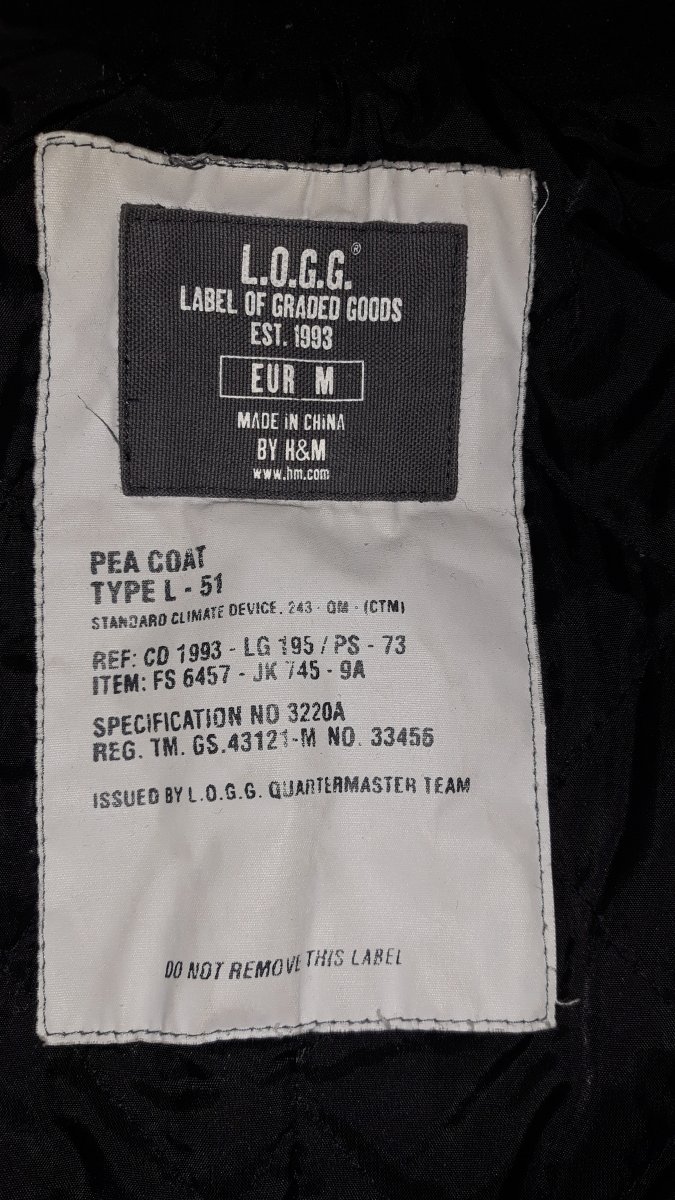 L.O.G.G.®
LABEL OF GRADED GOODS
EST. 1993
EUR M
MADE IN CHINA
BY H&M
www.hm.com
PEA COAT
TYPE L - 51
STANDARD CLIMATE DEVICE. 243 - QM - (CTM)
REF: CD 1993 - LG 195 / PS - 73
ITEM: FS 6457 - JK 745 - 9A
SPECIFICATION NO 3220A
REG. TM. GS.43121-M NO. 33456
ISSUED BY L.O.G.G. QUARTERMASTER TEAM
DO NOT REMOVE THIS LABEL